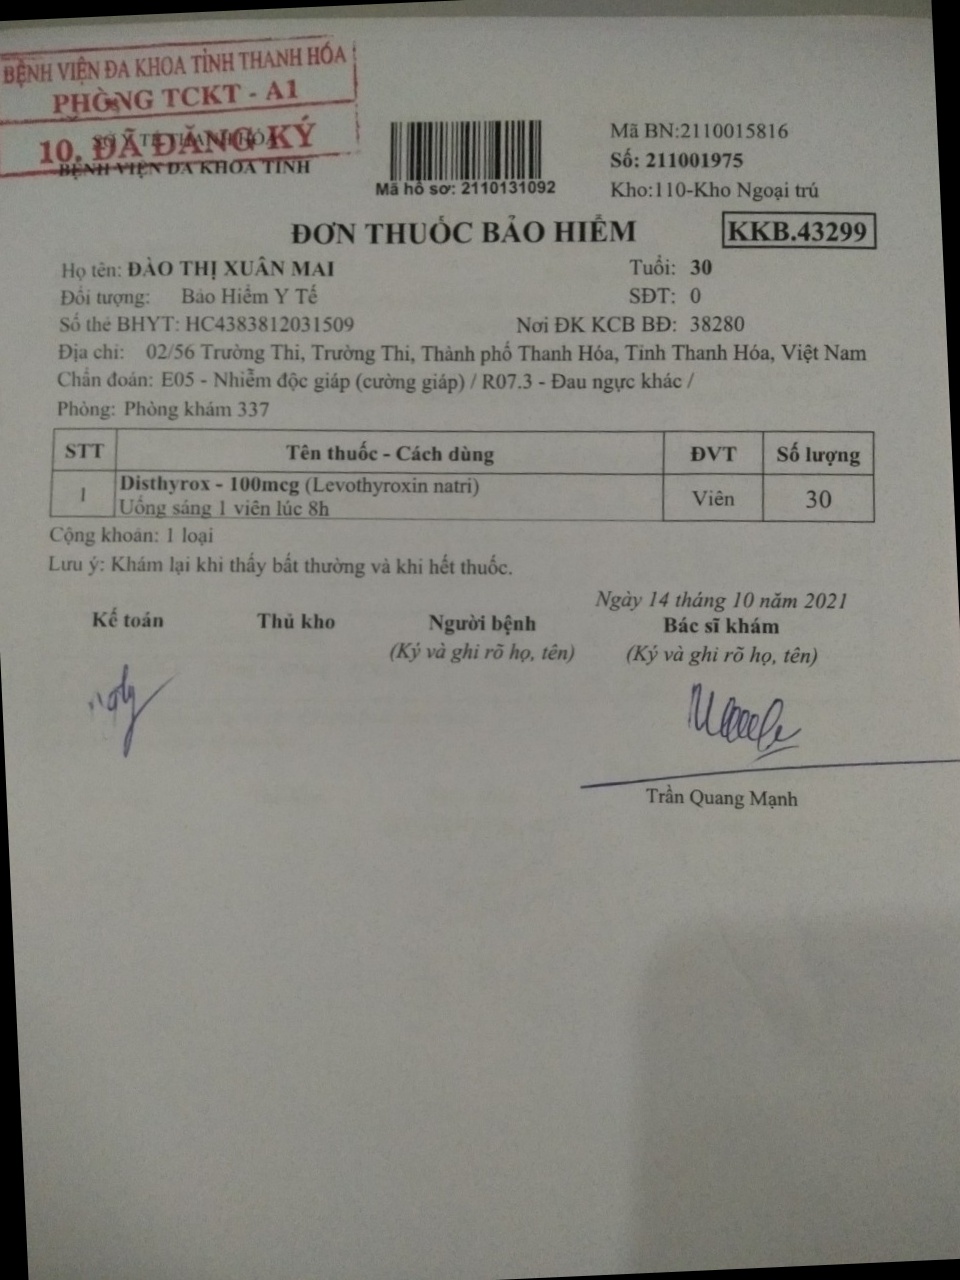 BỆNH VIỆN ĐA KHOA TỈNH THANH HÓA
PHÒNG TCKT - A1
10. ĐÃ ĐĂNG KÝ
SỞ Y TẾ THANH HÓA
BỆNH VIỆN ĐA KHOA TỈNH
Mã hồ sơ: 2110131092
Mã BN:2110015816
Số: 211001975
Kho:110-Kho Ngoại trú
ĐƠN THUỐC BẢO HIỂM
KKB.43299
Họ tên: ĐÀO THỊ XUÂN MAI Tuổi: 30
Đối tượng: Bảo Hiểm Y Tế SĐT: 0
Số thẻ BHYT: HC4383812031509 Nơi ĐK KCB BĐ: 38280
Địa chỉ: 02/56 Trường Thi, Trường Thi, Thành phố Thanh Hóa, Tỉnh Thanh Hóa, Việt Nam
Chẩn đoán: E05 - Nhiễm độc giáp (cường giáp) / R07.3 - Đau ngực khác /
Phòng: Phòng khám 337
STT Tên thuốc - Cách dùng ĐVT Số lượng
1 Disthyrox - 100mcg (Levothyroxin natri) Viên 30
Uống sáng 1 viên lúc 8h
Cộng khoản: 1 loại
Lưu ý: Khám lại khi thấy bất thường và khi hết thuốc.
Ngày 14 tháng 10 năm 2021
Kế toán Thủ kho Người bệnh Bác sĩ khám
(Ký và ghi rõ họ, tên) (Ký và ghi rõ họ, tên)
Trần Quang Mạnh